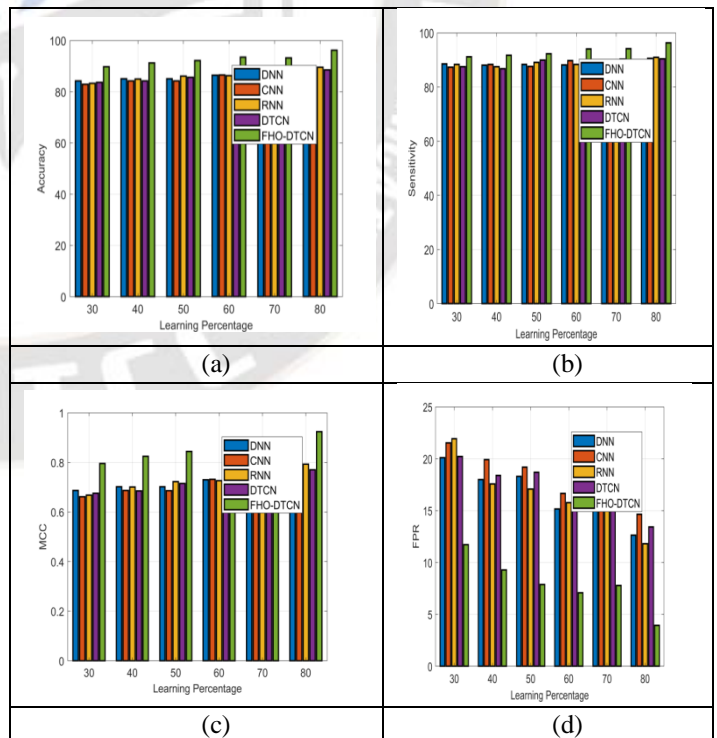 100
80
60
40
20
0
Accuracy
DNN
CNN
RNN
DTCN
FHO-DTCN
30 40 50 60 70 80
Learning Percentage
(a)
100
80
60
40
20
0
Sensitivity
DNN
CNN
RNN
DTCN
FHO-DTCN
30 40 50 60 70 80
Learning Percentage
(b)
1
0.8
0.6
0.4
0.2
0
MCC
DNN
CNN
RNN
DTCN
FHO-DTCN
30 40 50 60 70 80
Learning Percentage
(c)
25
20
15
10
5
0
FPR
DNN
CNN
RNN
DTCN
FHO-DTCN
30 40 50 60 70 80
Learning Percentage
(d)